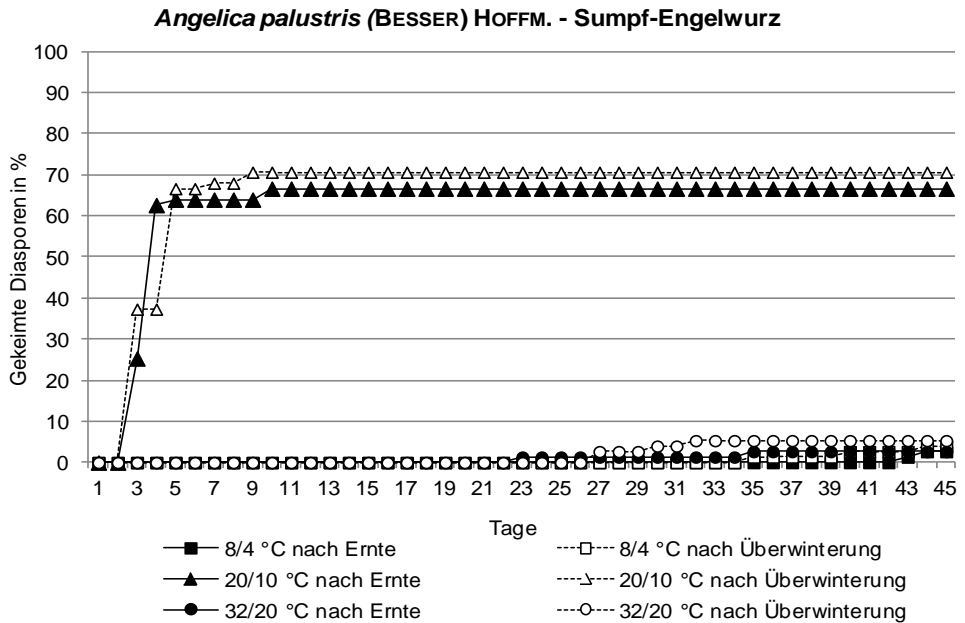 Angelica palustris (BESSER) HOFFM. - Sumpf-Engelwurz
Gekeimte Diasporen in %
100
90
80
70
60
50
40
30
20
10
0
1 3 5 7 9 11 13 15 17 19 21 23 25 27 29 31 33 35 37 39 41 43 45
Tage
8/4 °C nach Ernte 8/4 °C nach Überwinterung
20/10 °C nach Ernte 20/10 °C nach Überwinterung
32/20 °C nach Ernte 32/20 °C nach Überwinterung